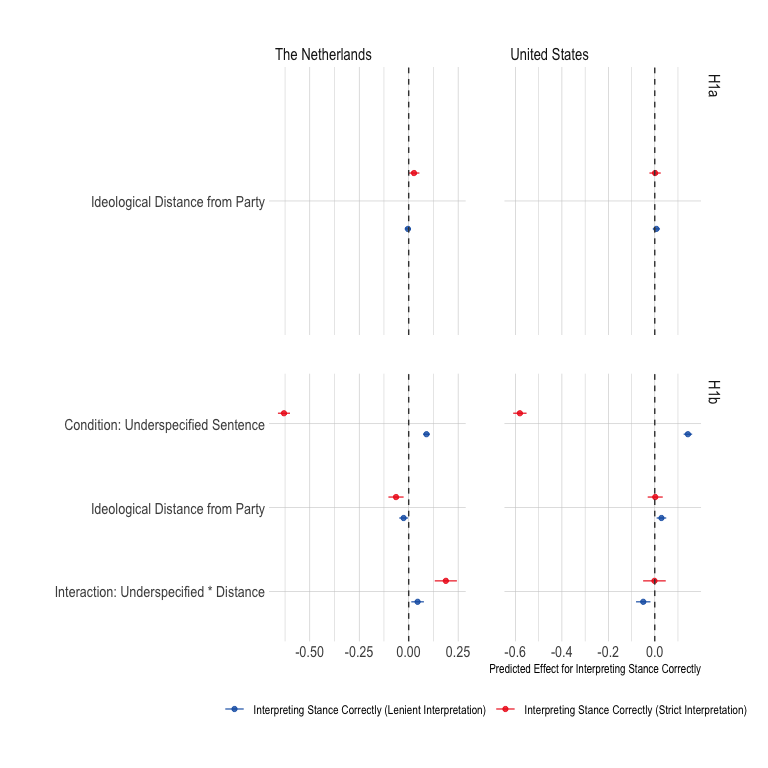 The Netherlands
United States
H1a
Ideological Distance from Party
H1b
Condition: Underspecified Sentence
Ideological Distance from Party
Interaction: Underspecified * Distance
-0.50 -0.25 0.00 0.25
-0.6 -0.4 -0.2 0.0
Predicted Effect for Interpreting Stance Correctly
Interpreting Stance Correctly (Lenient Interpretation) Interpreting Stance Correctly (Strict Interpretation)